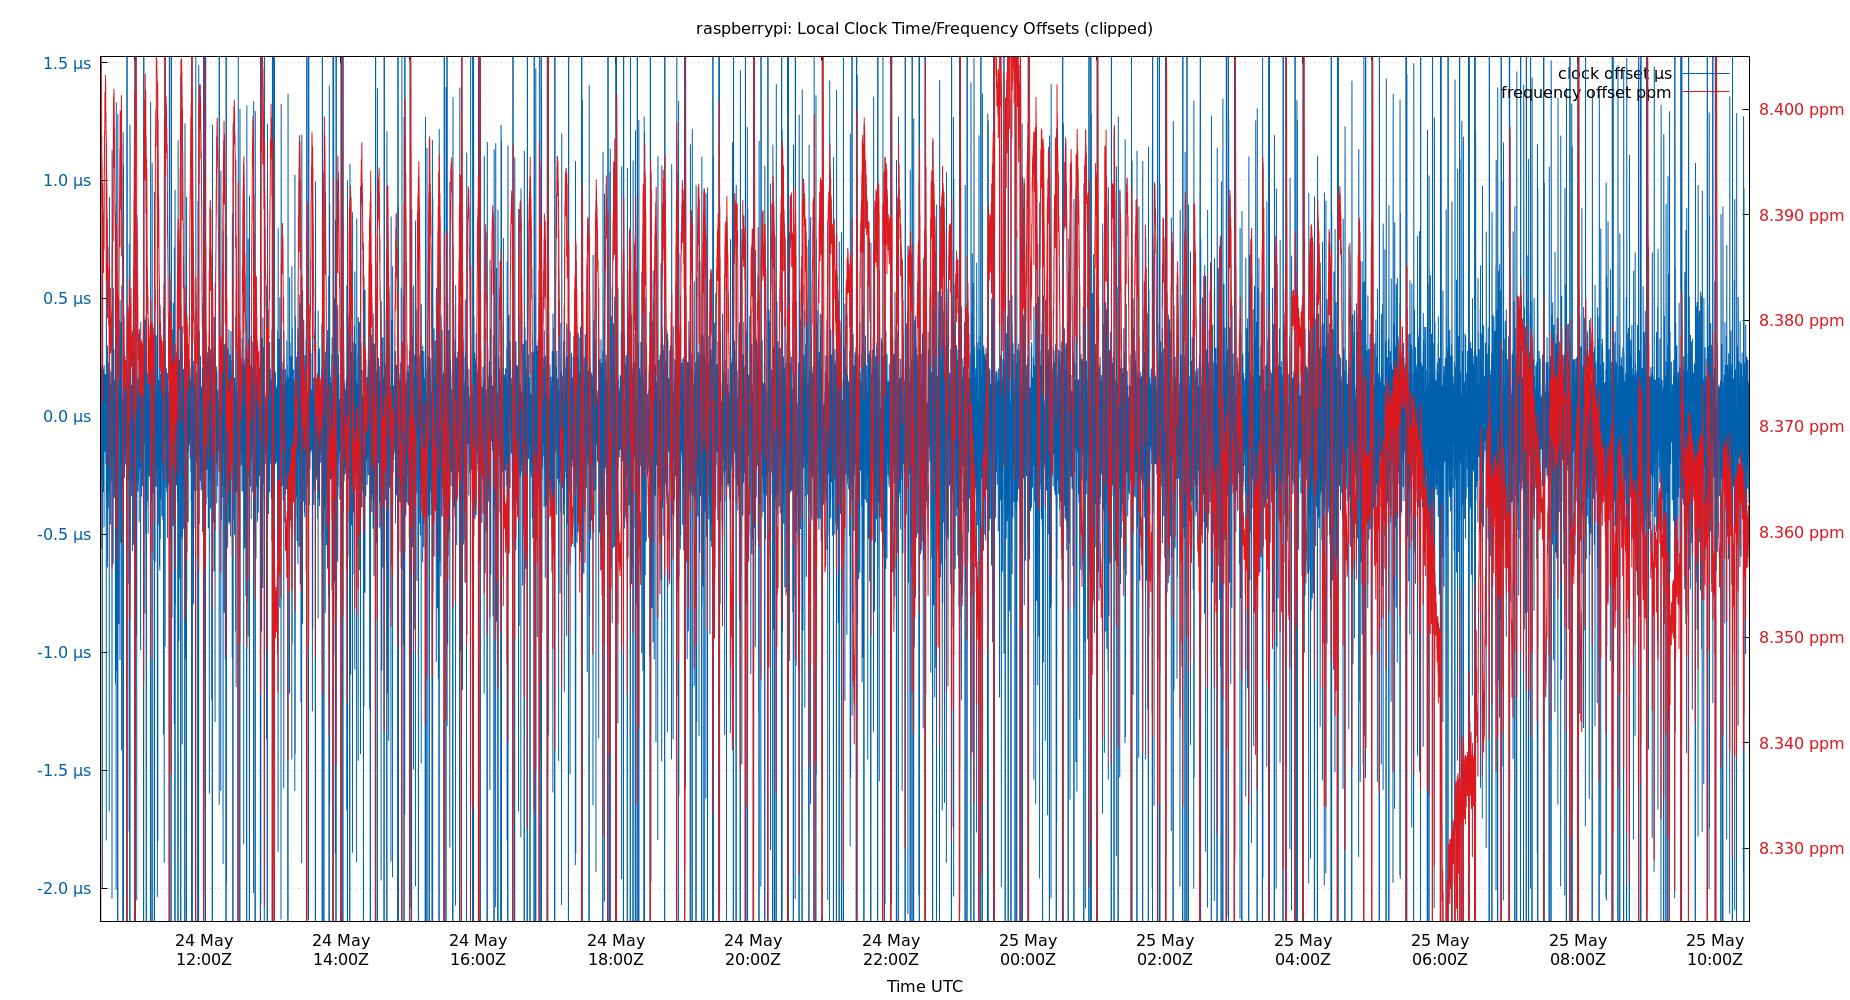 raspberrypi: Local Clock Time/Frequency Offsets (clipped)
clock offset µs
frequency offset ppm
1.5 µs
1.0 µs
0.5 µs
0.0 µs
-0.5 µs
-1.0 µs
-1.5 µs
-2.0 µs
8.400 ppm
8.390 ppm
8.380 ppm
8.370 ppm
8.360 ppm
8.350 ppm
8.340 ppm
8.330 ppm
24 May 24 May 24 May 24 May 24 May 24 May 25 May 25 May 25 May 25 May 25 May 25 May
12:00Z 14:00Z 16:00Z 18:00Z 20:00Z 22:00Z 00:00Z 02:00Z 04:00Z 06:00Z 08:00Z 10:00Z
Time UTC